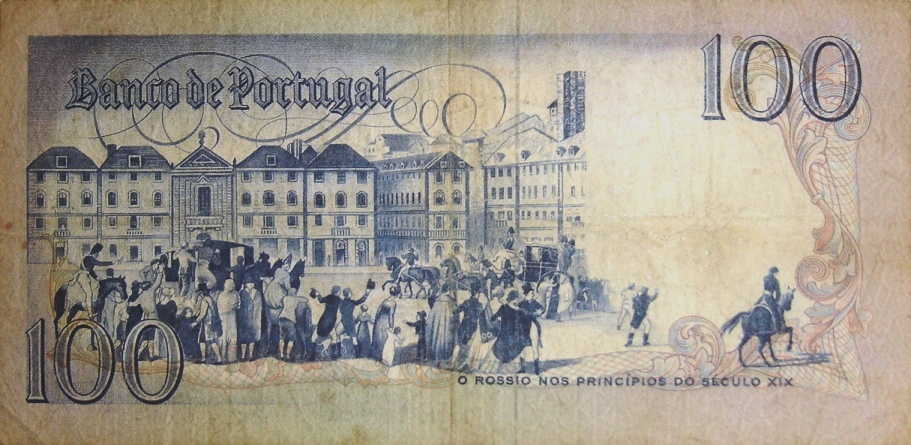 Banco de Portugal
100
100
O ROSSIO NOS PRINCÍPIOS DO SÉCULO XIX